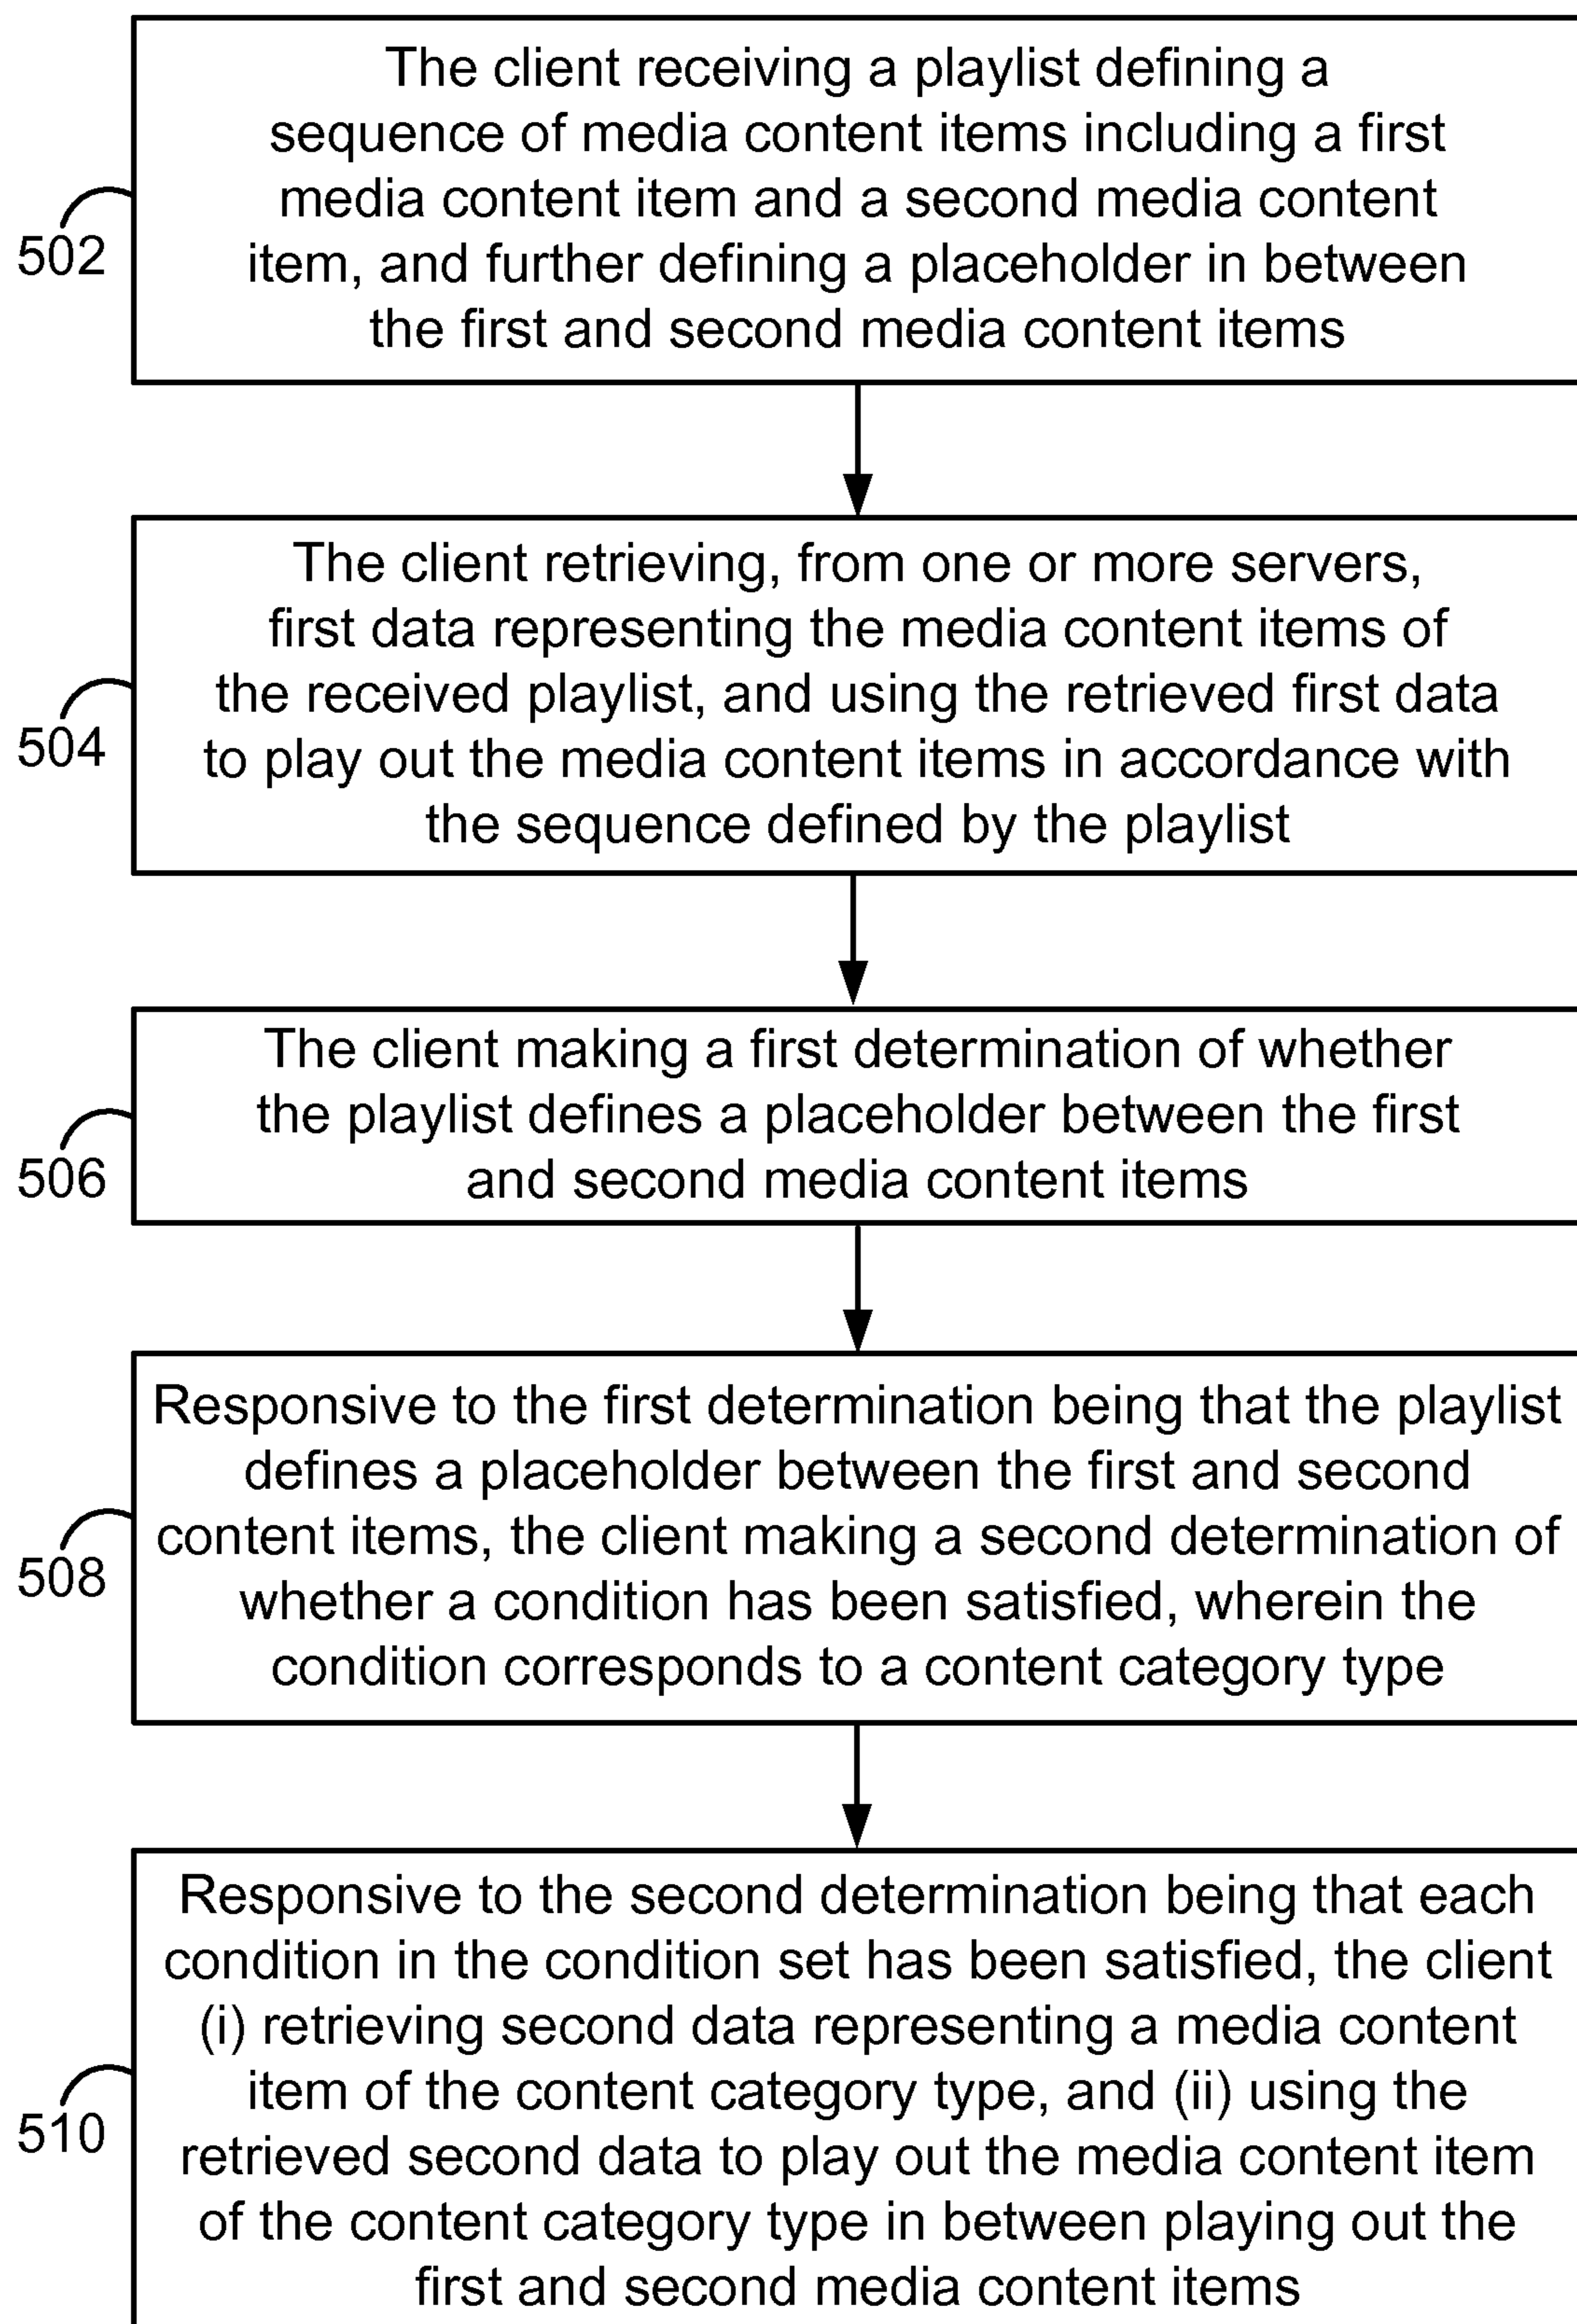 The client receiving a playlist defining a
sequence of media content items including a first
media content item and a second media content
item, and further defining a placeholder in between
the first and second media content items
502
The client retrieving, from one or more servers,
first data representing the media content items of
the received playlist, and using the retrieved first data
to play out the media content items in accordance with
the sequence defined by the playlist
504
The client making a first determination of whether
the playlist defines a placeholder between the first
and second media content items
506
Responsive to the first determination being that the playlist
defines a placeholder between the first and second
content items, the client making a second determination of
whether a condition has been satisfied, wherein the
condition corresponds to a content category type
508
Responsive to the second determination being that each
condition in the condition set has been satisfied, the client
(i) retrieving second data representing a media content
item of the content category type, and (ii) using the
retrieved second data to play out the media content item
of the content category type in between playing out the
first and second media content items
510